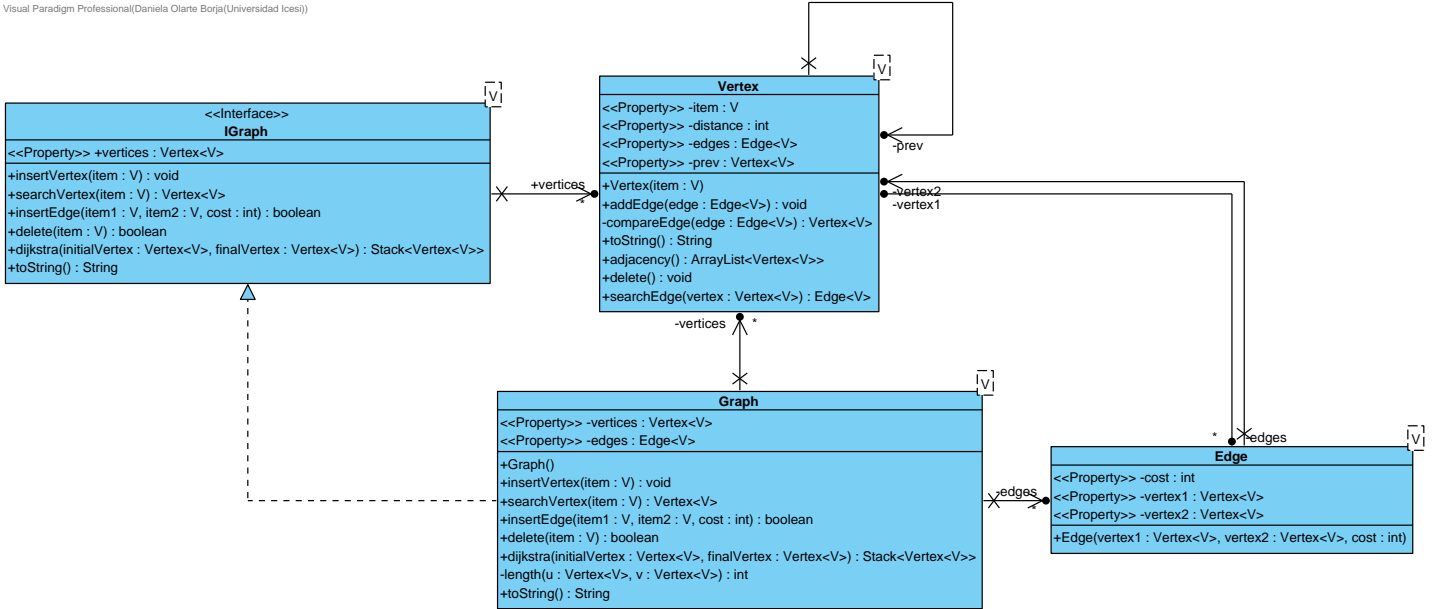 Visual Paradigm Professional(Daniela Olarte Borja(Universidad Icesi))
V
<<Interface>>
IGraph
<<Property>> +vertices : Vertex<V>
+insertVertex(item : V) : void
+searchVertex(item : V) : Vertex<V>
+insertEdge(item1 : V, item2 : V, cost : int) : boolean
+delete(item : V) : boolean
+dijkstra(initialVertex : Vertex<V>, finalVertex : Vertex<V>) : Stack<Vertex<V>>
+toString() : String
+vertices
*
V
Vertex
<<Property>> -item : V
<<Property>> -distance : int
<<Property>> -edges : Edge<V>
<<Property>> -prev : Vertex<V>
+Vertex(item : V)
+addEdge(edge : Edge<V>) : void
-compareEdge(edge : Edge<V>) : Vertex<V>
+toString() : String
+adjacency() : ArrayList<Vertex<V>>
+delete() : void
+searchEdge(vertex : Vertex<V>) : Edge<V>
-prev
-vertex2
-vertex1
-vertices
*
V
Graph
<<Property>> -vertices : Vertex<V>
<<Property>> -edges : Edge<V>
+Graph()
+insertVertex(item : V) : void
+searchVertex(item : V) : Vertex<V>
+insertEdge(item1 : V, item2 : V, cost : int) : boolean
+delete(item : V) : boolean
+dijkstra(initialVertex : Vertex<V>, finalVertex : Vertex<V>) : Stack<Vertex<V>>
-length(u : Vertex<V>, v : Vertex<V>) : int
+toString() : String
-edges
*
*
-edges
V
Edge
<<Property>> -cost : int
<<Property>> -vertex1 : Vertex<V>
<<Property>> -vertex2 : Vertex<V>
+Edge(vertex1 : Vertex<V>, vertex2 : Vertex<V>, cost : int)